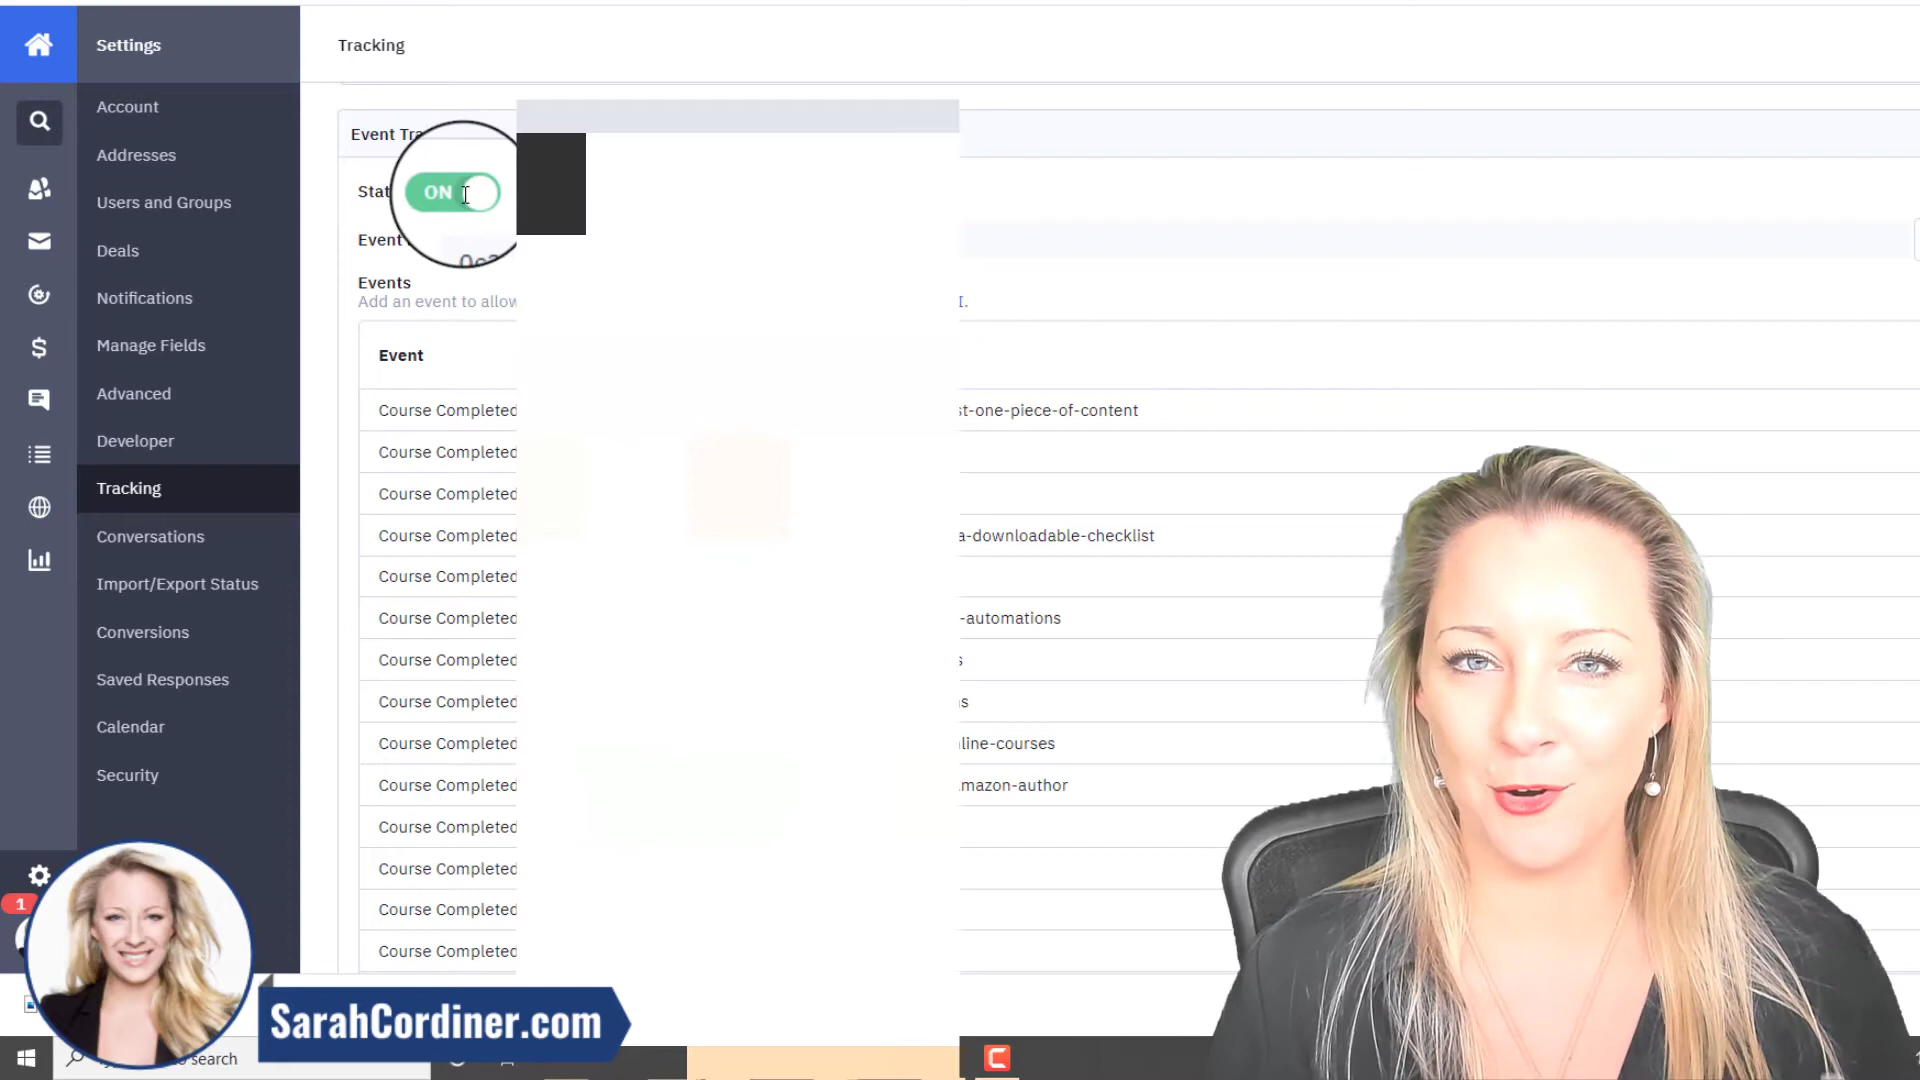 Settings
Tracking
Account
Addresses
Users and Groups
Deals
Notifications
Manage Fields
Advanced
Developer
Tracking
Conversations
Import/Export Status
Conversions
Saved Responses
Calendar
Security
Event
ON
Event
Events
Add an event to allow
Event
Course Completed st-one-piece-of-content
Course Completed
Course Completed
Course Completed a-downloadable-checklist
Course Completed
Course Completed -automations
Course Completed s
Course Completed
Course Completed line-courses
Course Completed mazon-author
Course Completed
Course Completed
Course Completed
Course Completed
1
SarahCordiner.com
search